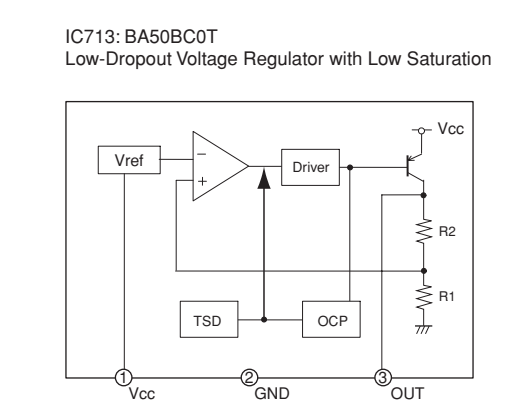 IC713: BA50BC0T
Low-Dropout Voltage Regulator with Low Saturation
Vcc
Vref
−
+
Driver
R2
R1
TSD
OCP
1
2
3
Vcc
GND
OUT